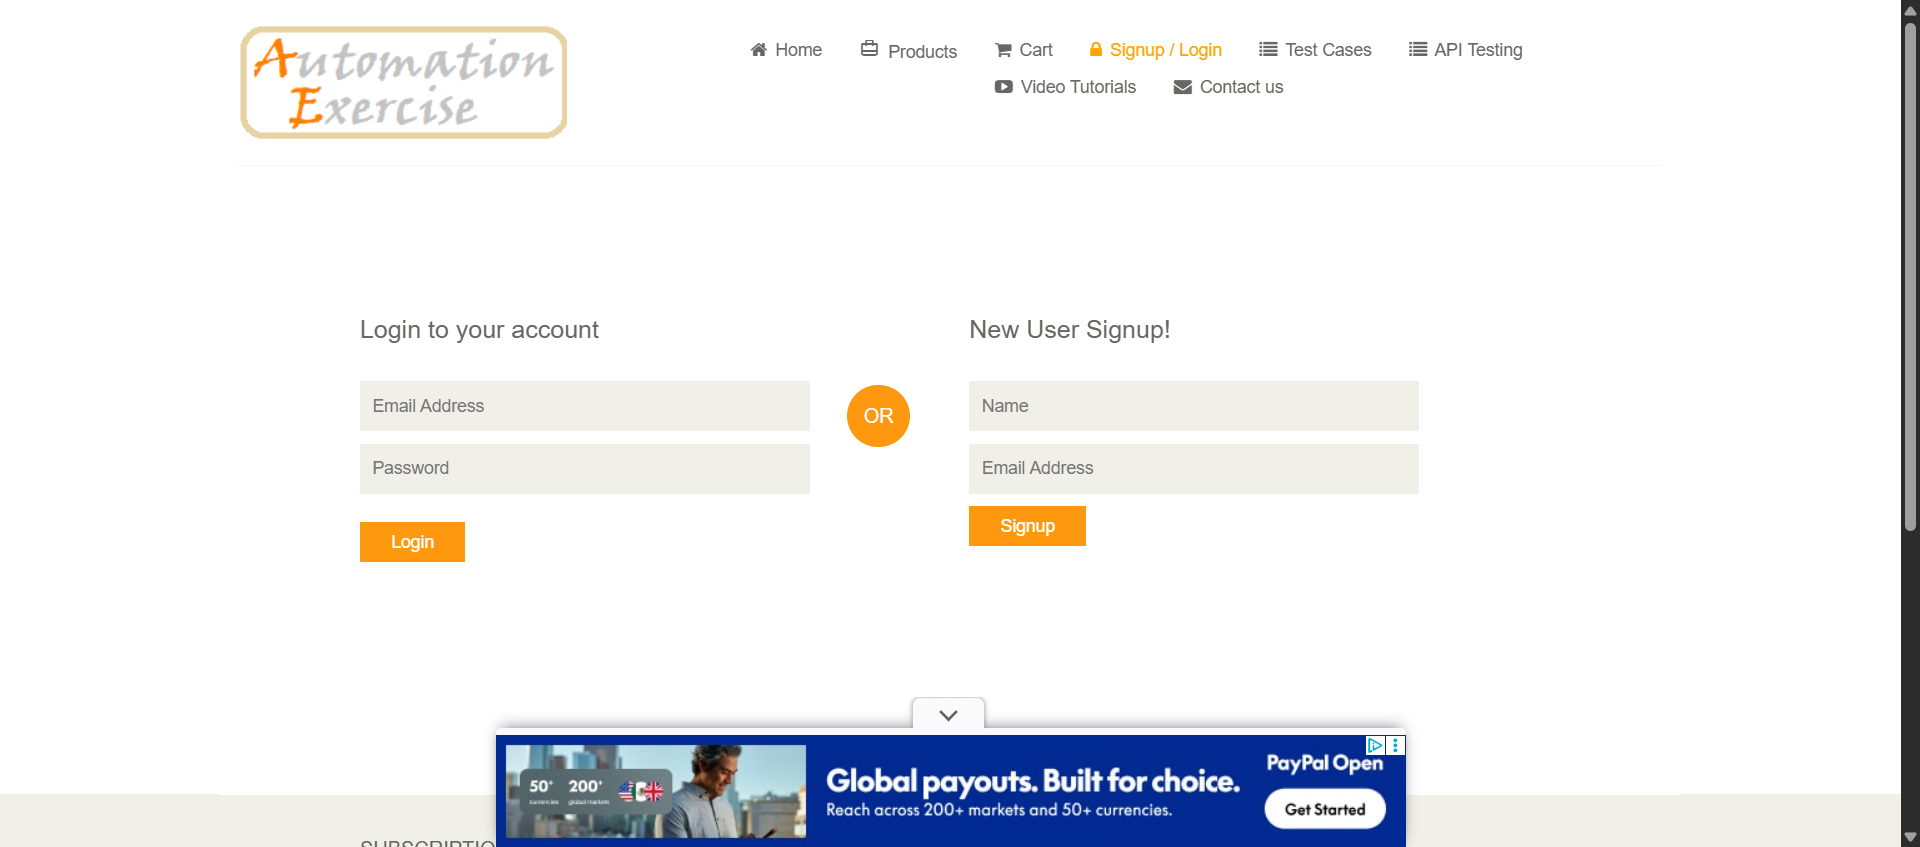 Automation
Exercise
Home
Products
Cart
Signup / Login
Test Cases
API Testing
Video Tutorials
Contact us
Login to your account
Email Address
Password
Login
OR
New User Signup!
Name
Email Address
Signup
50+
currencies
200+
global markets
Global payouts. Built for choice.
Reach across 200+ markets and 50+ currencies.
PayPal Open
Get Started